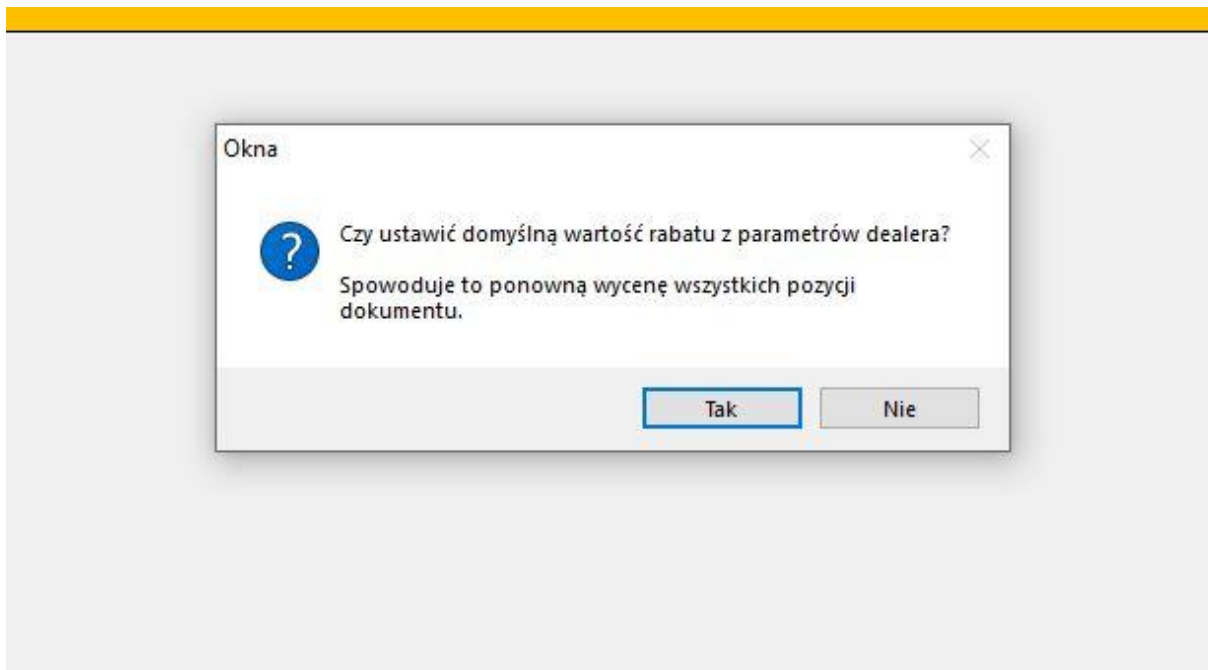 Okna
Czy ustawić domyślną wartość rabatu z parametrów dealera?
Spowoduje to ponowną wycenę wszystkich pozycji
dokumentu.
Tak
Nie